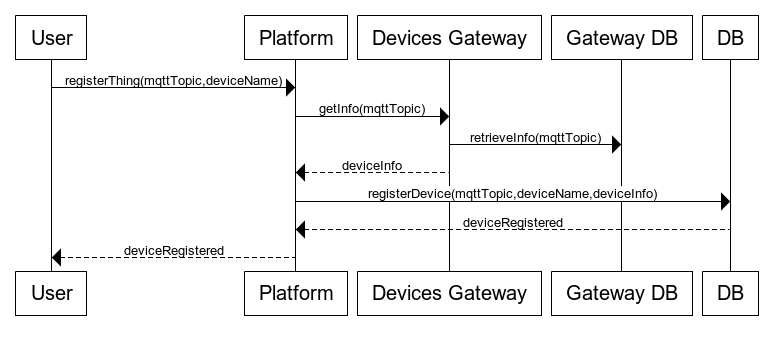 User Platform Devices Gateway Gateway DB DB
registerThing(mqttTopic,deviceName)
getInfo(mqttTopic)
retrieveInfo(mqttTopic)
deviceInfo
registerDevice(mqttTopic,deviceName,deviceInfo)
deviceRegistered
deviceRegistered
User Platform Devices Gateway Gateway DB DB